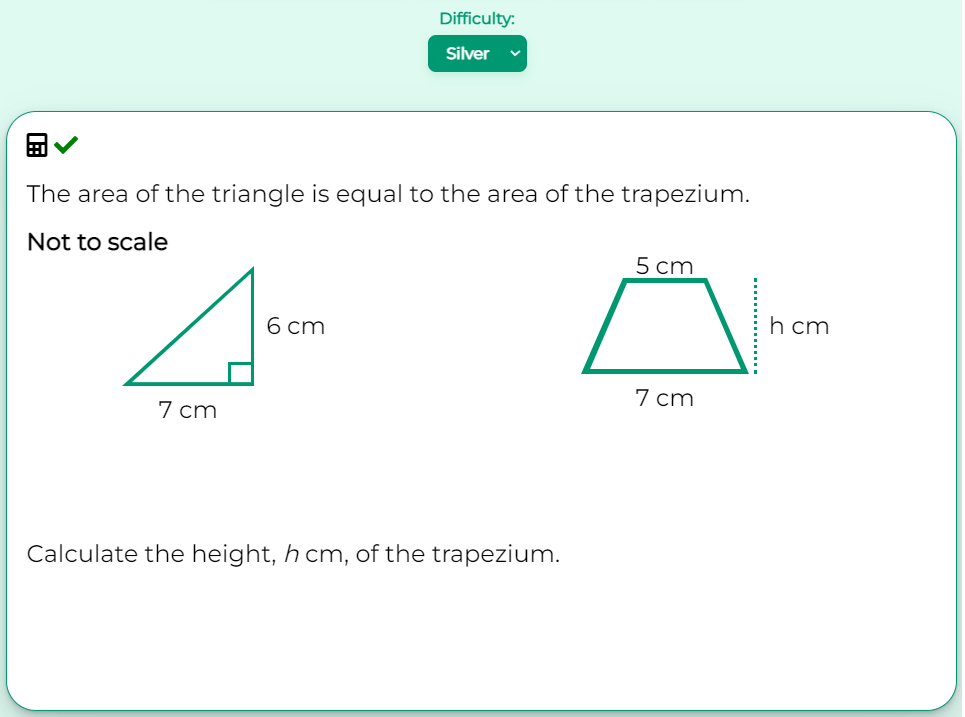 Difficulty:
Silver
The area of the triangle is equal to the area of the trapezium.
Not to scale
5 cm
6 cm
h cm
7 cm
7 cm
Calculate the height, h cm, of the trapezium.